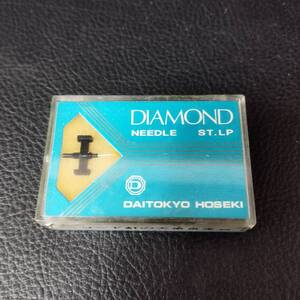 DIAMOND
NEEDLE ST.LP
D
DAITOKYO HOSEKI